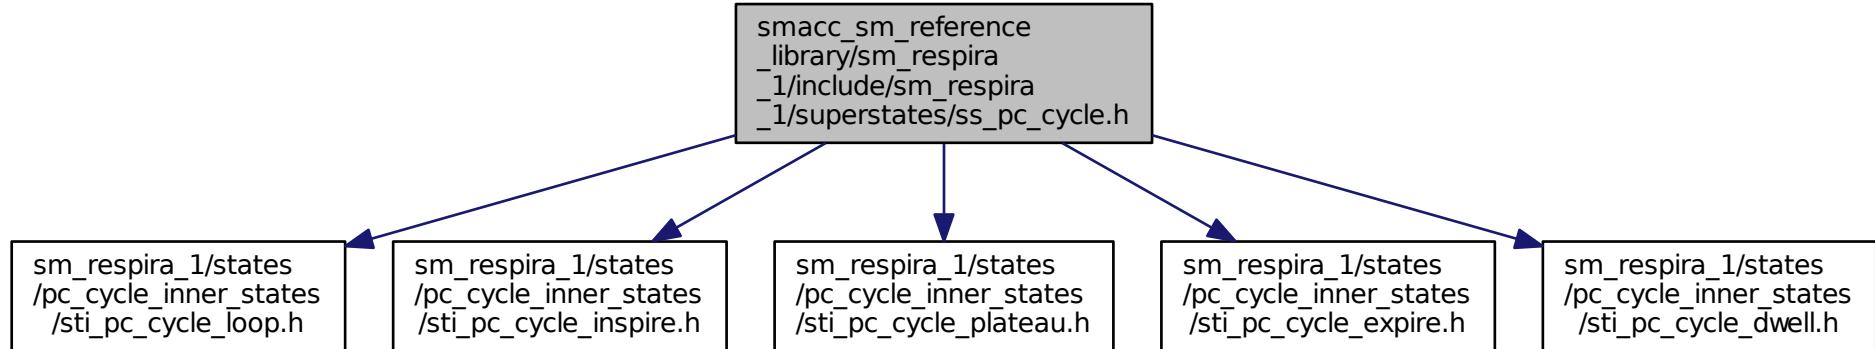 smacc_sm_reference
_library/sm_respira
_1/include/sm_respira
_1/superstates/ss_pc_cycle.h
sm_respira_1/states
/pc_cycle_inner_states
/sti_pc_cycle_loop.h
sm_respira_1/states
/pc_cycle_inner_states
/sti_pc_cycle_inspire.h
sm_respira_1/states
/pc_cycle_inner_states
/sti_pc_cycle_plateau.h
sm_respira_1/states
/pc_cycle_inner_states
/sti_pc_cycle_expire.h
sm_respira_1/states
/pc_cycle_inner_states
/sti_pc_cycle_dwell.h